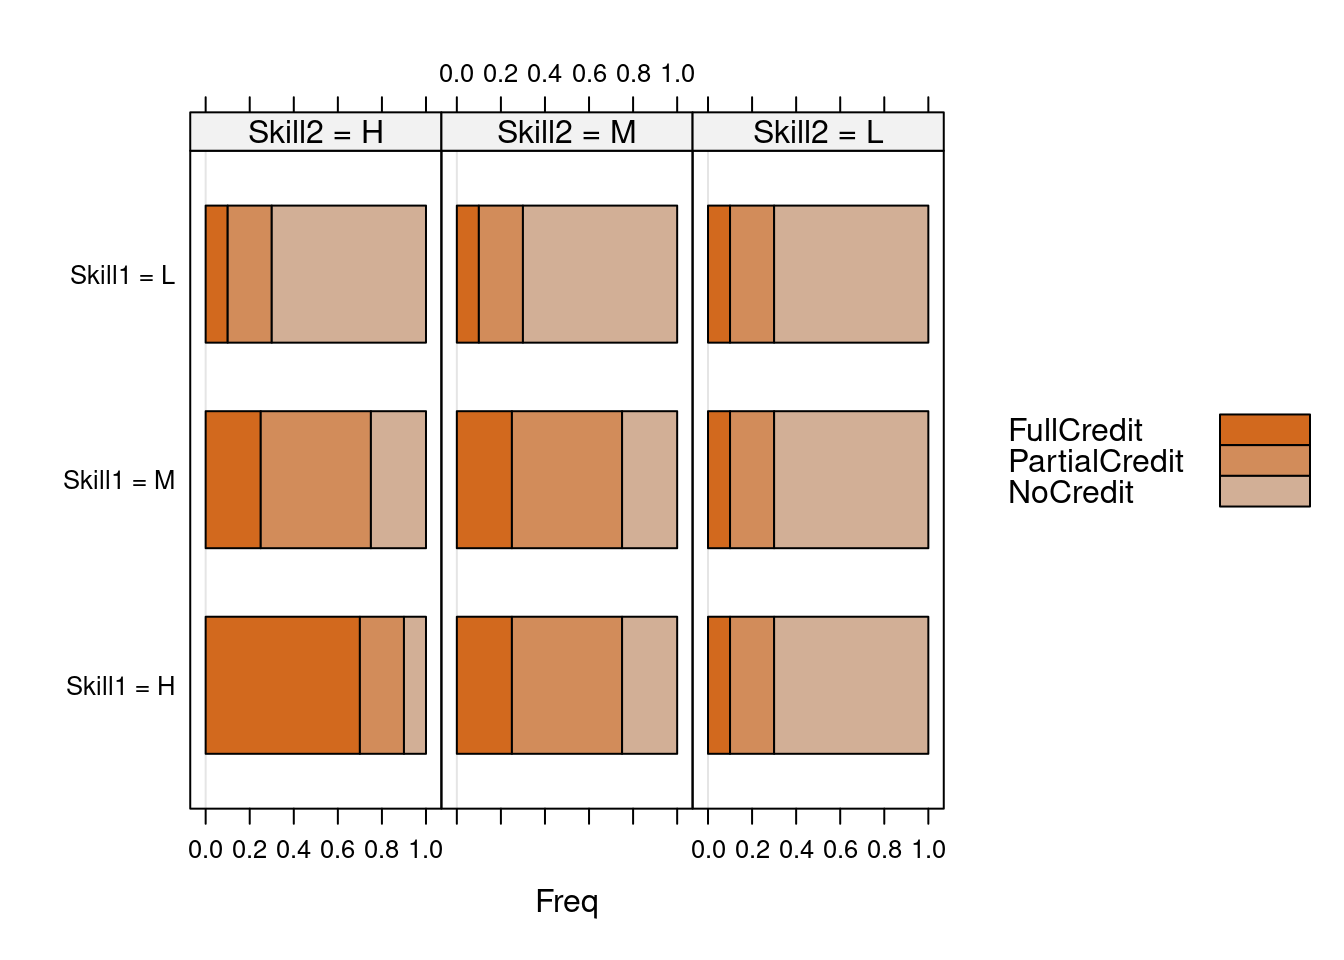 0.0 0.2 0.4 0.6 0.8 1.0
Skill2 = H Skill2 = M Skill2 = L
Skill1 = L
Skill1 = M
Skill1 = H
FullCredit
PartialCredit
NoCredit
0.0 0.2 0.4 0.6 0.8 1.0 0.0 0.2 0.4 0.6 0.8 1.0
Freq